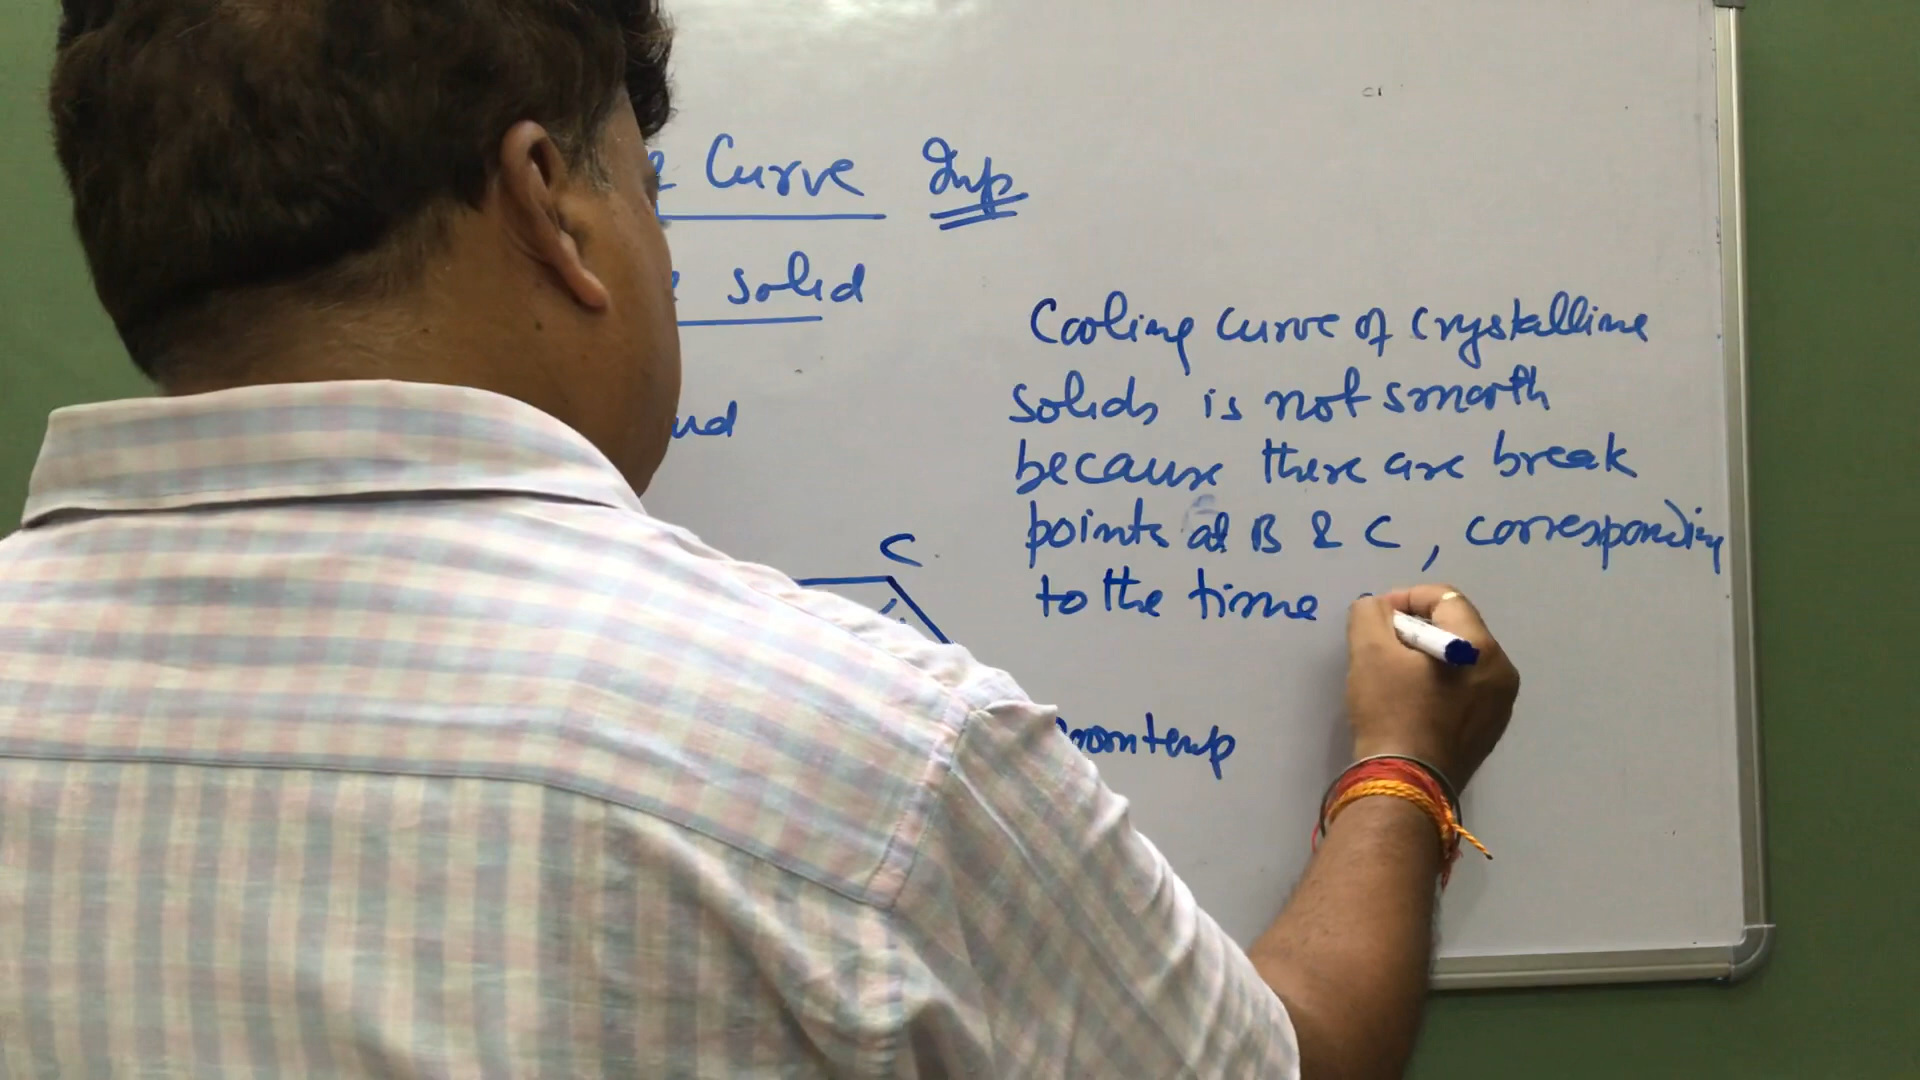 Curve Imp
solid
Cooling curve of crystalline
solids is not smooth
because there are break
points at B & C, corresponding
to the time
C
Room temp